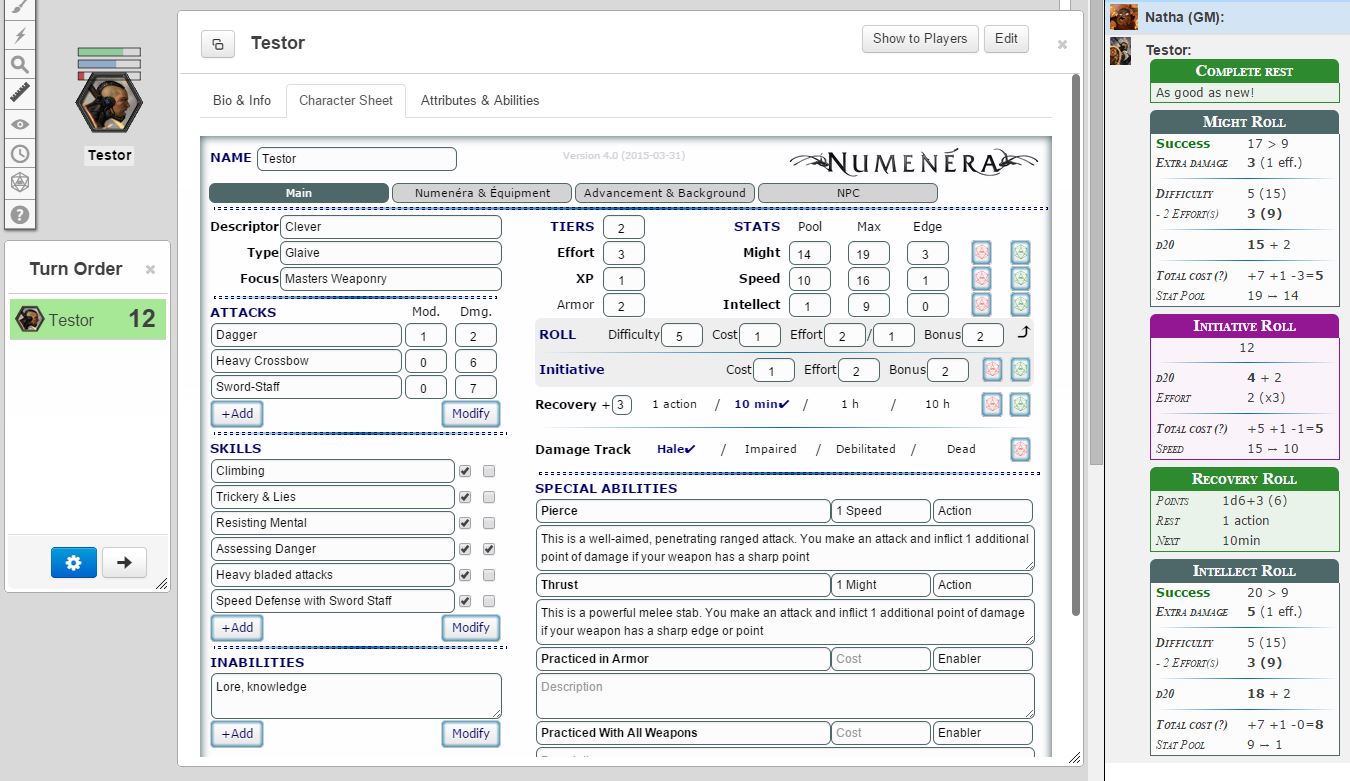 Testor
Turn Order ×
Testor 12
Testor
Show to Players
Edit
×
Bio & Info
Character Sheet
Attributes & Abilities
NAME Testor
Version 4.0 (2015-03-31)
NUMENÉRA
Main
Numenéra & Équipment
Advancement & Background
NPC
Descriptor Clever
Type Glaive
Focus Masters Weaponry
TIERS 2
Effort 3
XP 1
Armor 2
STATS Pool Max Edge
Might 14 19 3
Speed 10 16 1
Intellect 1 9 0
ATTACKS Mod. Dmg.
Dagger 1 2
Heavy Crossbow 0 6
Sword-Staff 0 7
+Add Modify
ROLL Difficulty 5 Cost 1 Effort 2 / 1 Bonus 2
Initiative Cost 1 Effort 2 Bonus 2
Recovery + 3 1 action / 10 min✔ / 1 h / 10 h
Damage Track Hale✔ / Impaired / Debilitated / Dead
SKILLS
Climbing
Trickery & Lies
Resisting Mental
Assessing Danger
Heavy bladed attacks
Speed Defense with Sword Staff
+Add Modify
INABILITIES
Lore, knowledge
+Add Modify
SPECIAL ABILITIES
Pierce 1 Speed Action
This is a well-aimed, penetrating ranged attack. You make an attack and inflict 1 additional
point of damage if your weapon has a sharp point
Thrust 1 Might Action
This is a powerful melee stab. You make an attack and inflict 1 additional point of damage
if your weapon has a sharp edge or point
Practiced in Armor Cost Enabler
Description
Practiced With All Weapons Cost Enabler
Natha (GM):
Testor:
COMPLETE REST
As good as new!
MIGHT ROLL
Success 17 > 9
EXTRA DAMAGE 3 (1 eff.)
DIFFICULTY 5 (15)
- 2 EFFORT(S) 3 (9)
D20 15 + 2
TOTAL COST (?) +7 +1 -3=5
STAT POOL 19 → 14
INITIATIVE ROLL
12
D20 4 + 2
EFFORT 2 (x3)
TOTAL COST (?) +5 +1 -1=5
SPEED 15 → 10
RECOVERY ROLL
POINTS 1d6+3 (6)
REST 1 action
NEXT 10min
INTELLECT ROLL
Success 20 > 9
EXTRA DAMAGE 5 (1 eff.)
DIFFICULTY 5 (15)
- 2 EFFORT(S) 3 (9)
D20 18 + 2
TOTAL COST (?) +7 +1 -0=8
STAT POOL 9 → 1